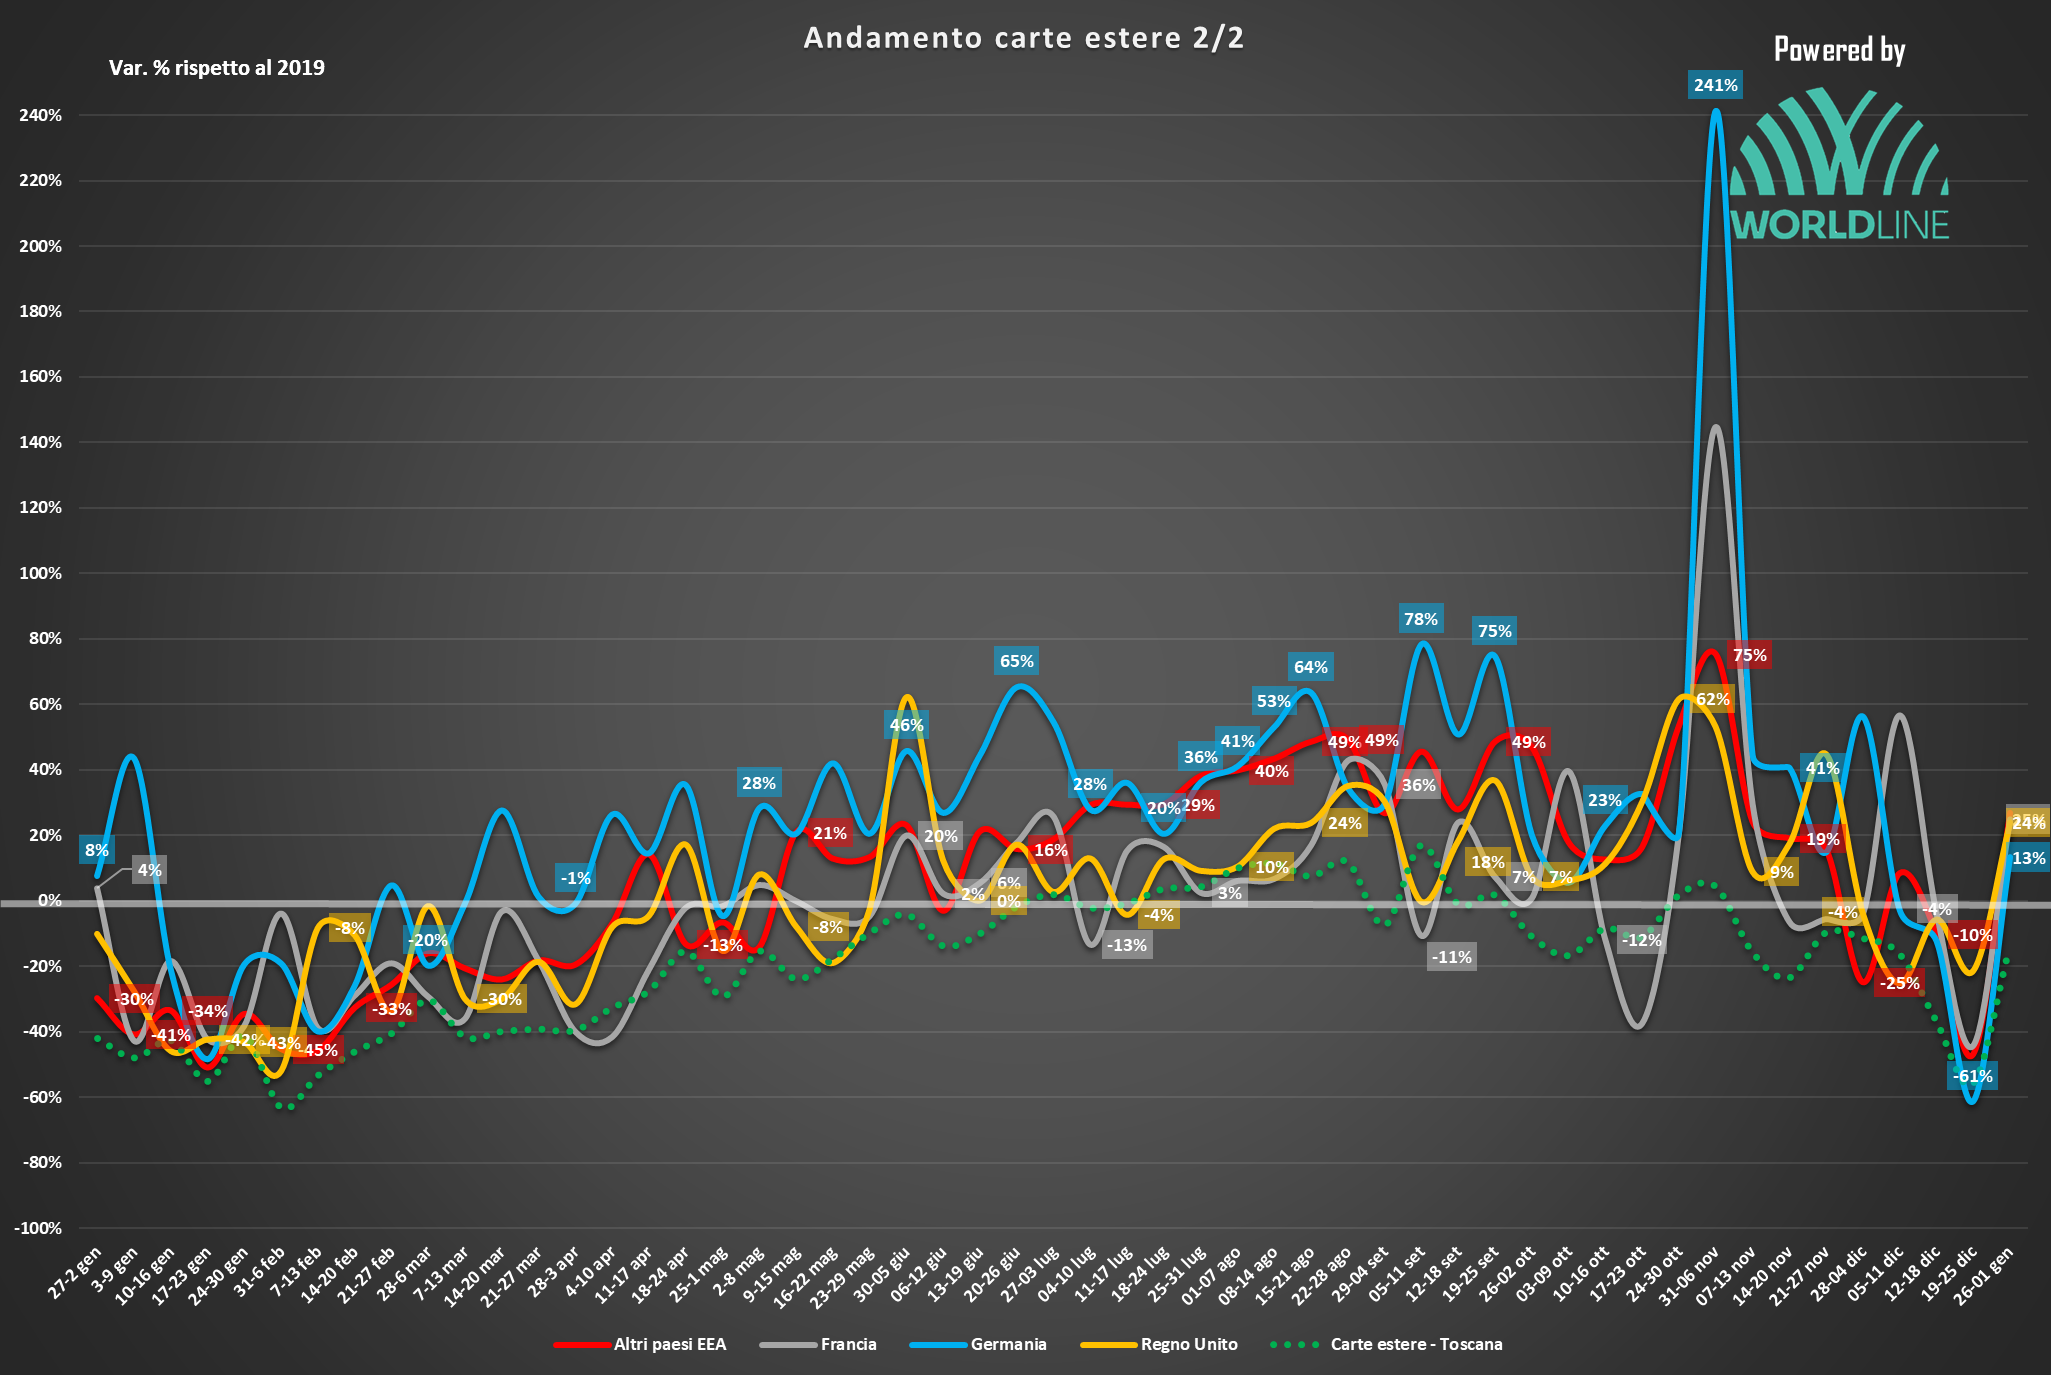 Andamento carte estere 2/2
Powered by
Var. % rispetto al 2019
WORLDLINE
240%
220%
200%
180%
160%
140%
120%
100%
80%
60%
40%
20%
0%
-20%
-40%
-60%
-80%
-100%
241%
78%
75%
65%
64%
75%
53%
62%
46%
41%
49%
49%
49%
36%
41%
40%
28%
28%
36%
23%
20%
29%
24%
24%
21%
20%
19%
8%
16%
13%
4%
18%
10%
9%
-1%
6%
7%
7%
2%
0%
3%
-4%
-4%
-4%
-8%
-8%
-20%
-13%
-13%
-11%
-12%
-10%
-30%
-30%
-25%
-34%
-33%
-41%
-42%
-43%
-45%
-61%
27-2 gen
3-9 gen
10-16 gen
17-23 gen
24-30 gen
31-6 feb
7-13 feb
14-20 feb
21-27 feb
28-6 mar
7-13 mar
14-20 mar
21-27 mar
28-3 apr
4-10 apr
11-17 apr
18-24 apr
25-1 mag
2-8 mag
9-15 mag
16-22 mag
23-29 mag
30-05 giu
06-12 giu
13-19 giu
20-26 giu
27-03 lug
04-10 lug
11-17 lug
18-24 lug
25-31 lug
01-07 ago
08-14 ago
15-21 ago
22-28 ago
29-04 set
05-11 set
12-18 set
19-25 set
26-02 ott
03-09 ott
10-16 ott
17-23 ott
24-30 ott
31-06 nov
07-13 nov
14-20 nov
21-27 nov
28-04 dic
05-11 dic
12-18 dic
19-25 dic
26-01 gen
Altri paesi EEA
Francia
Germania
Regno Unito
Carte estere - Toscana